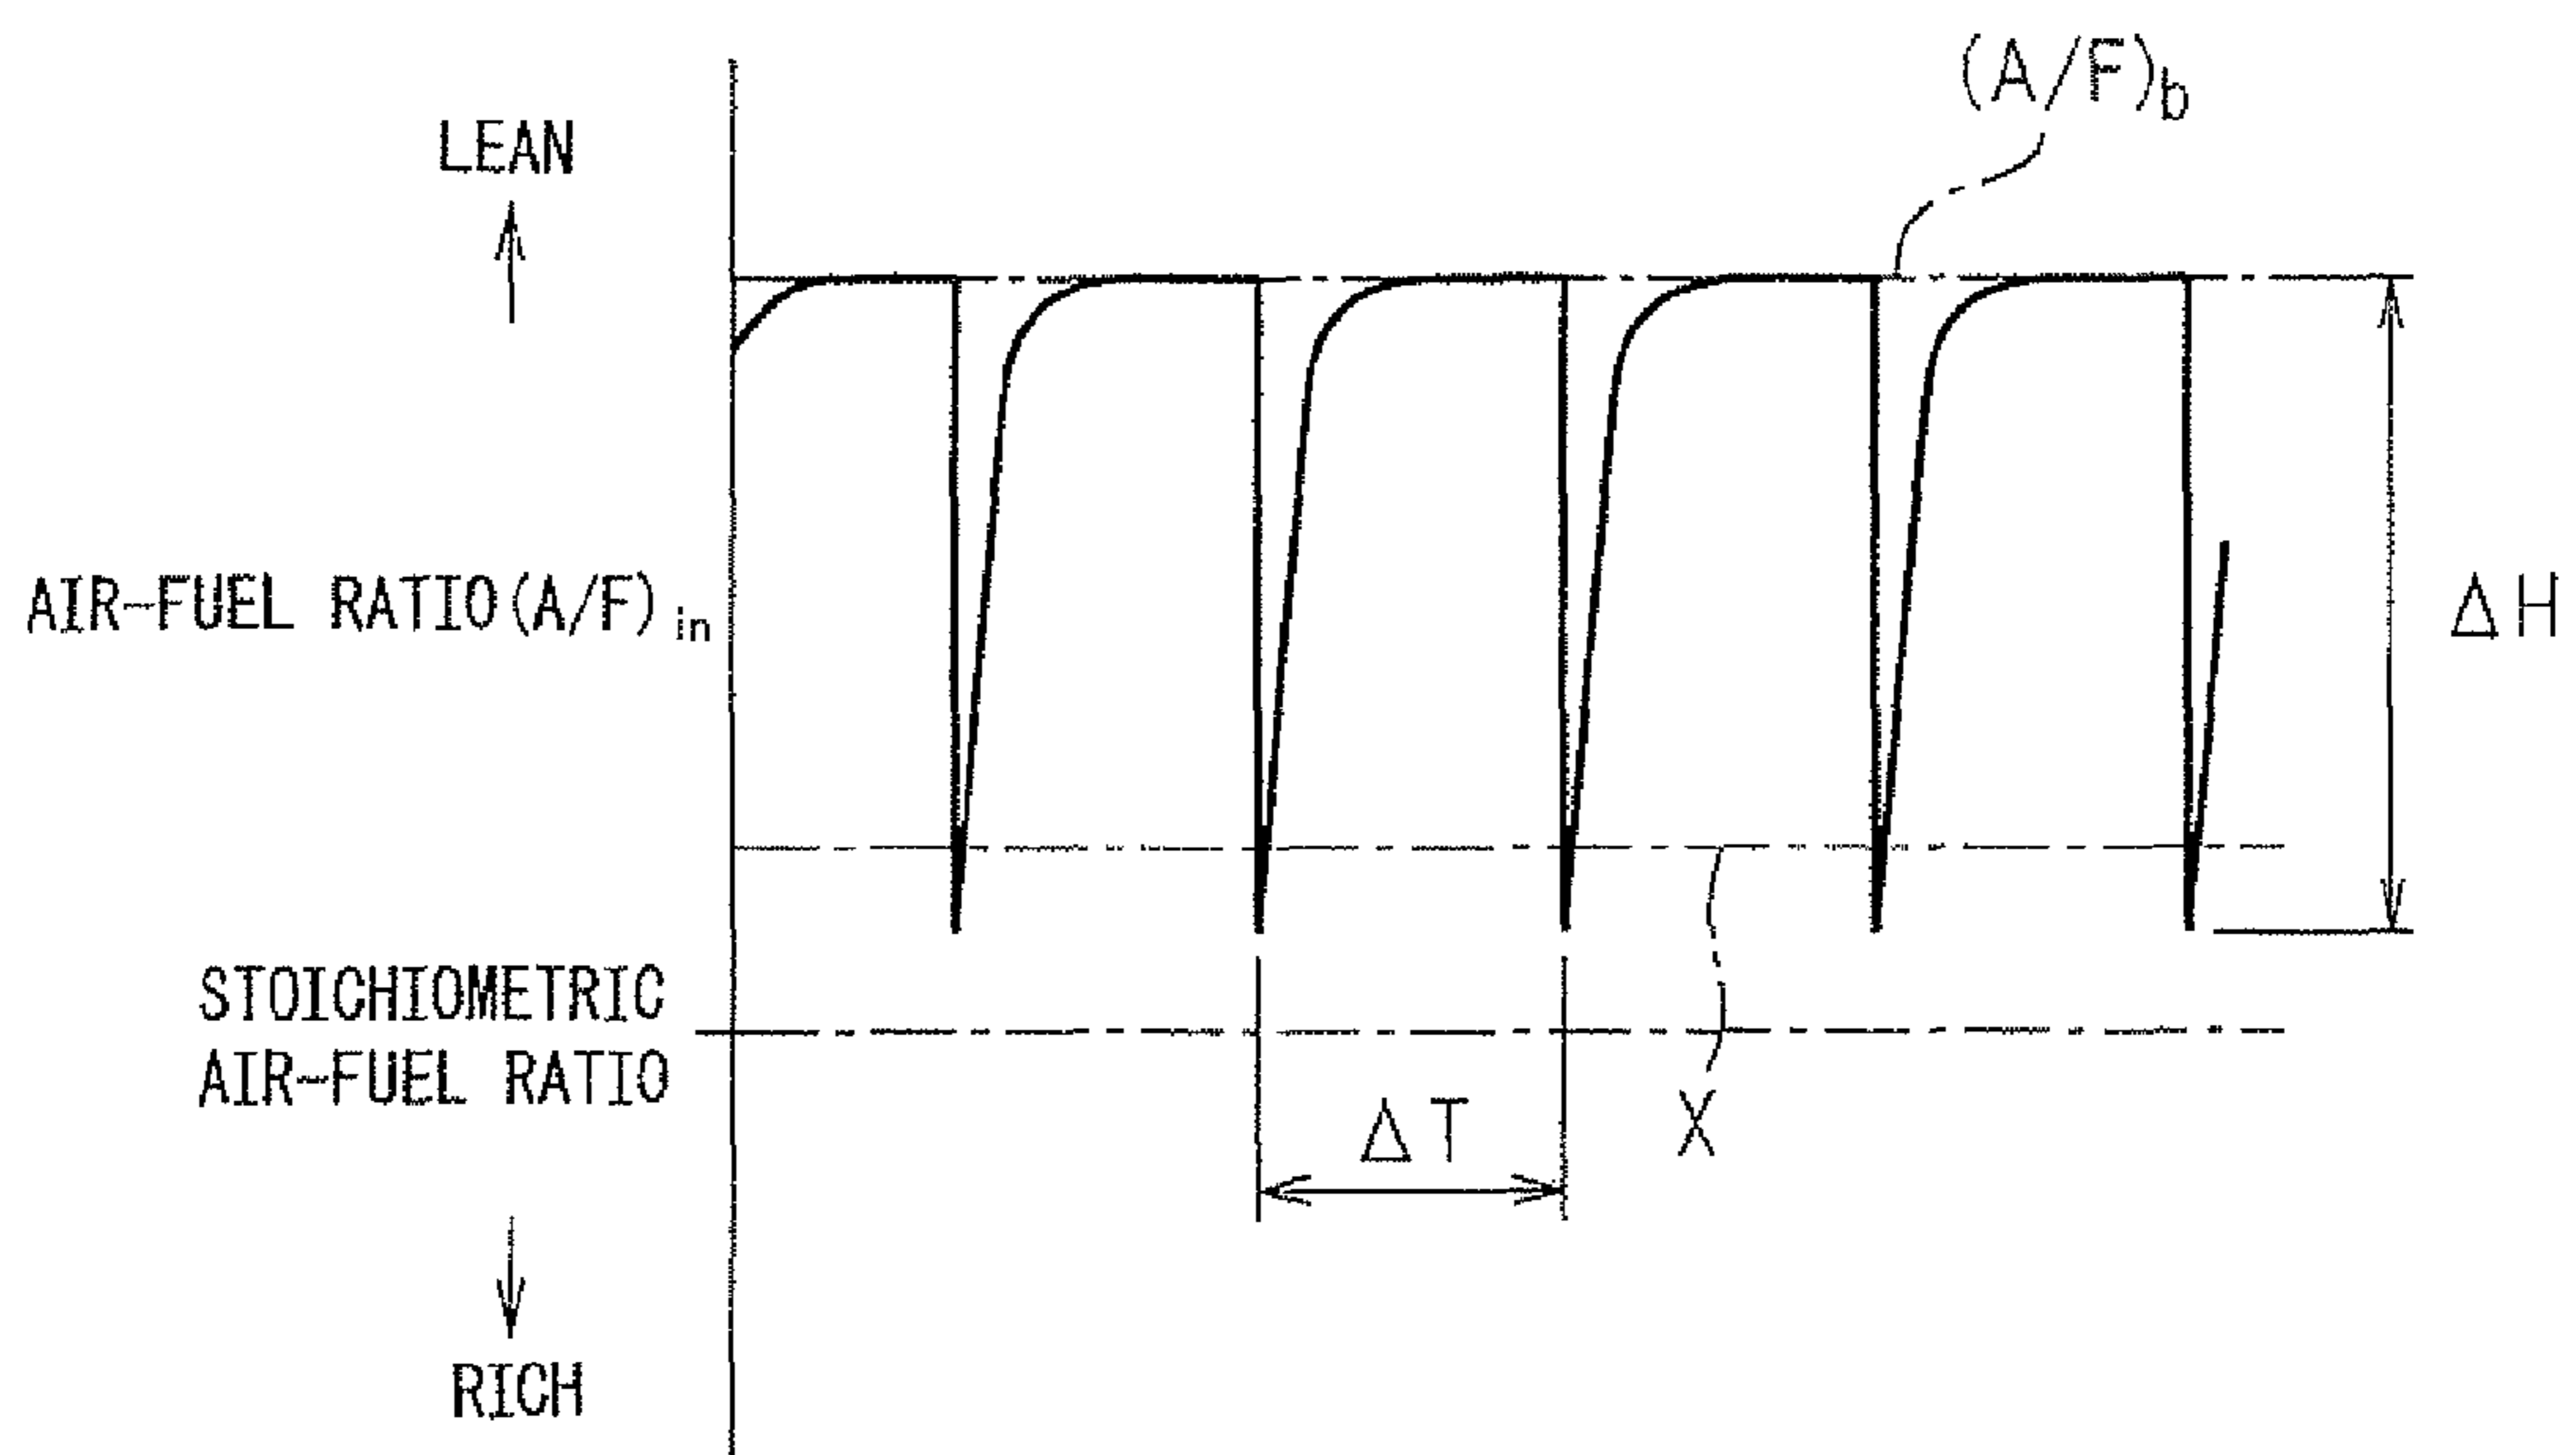 (A/F)b
LEAN
AIR-FUEL RATIO(A/F)in
ΔH
STOICHIOMETRIC
AIR-FUEL RATIO
ΔT
X
RICH